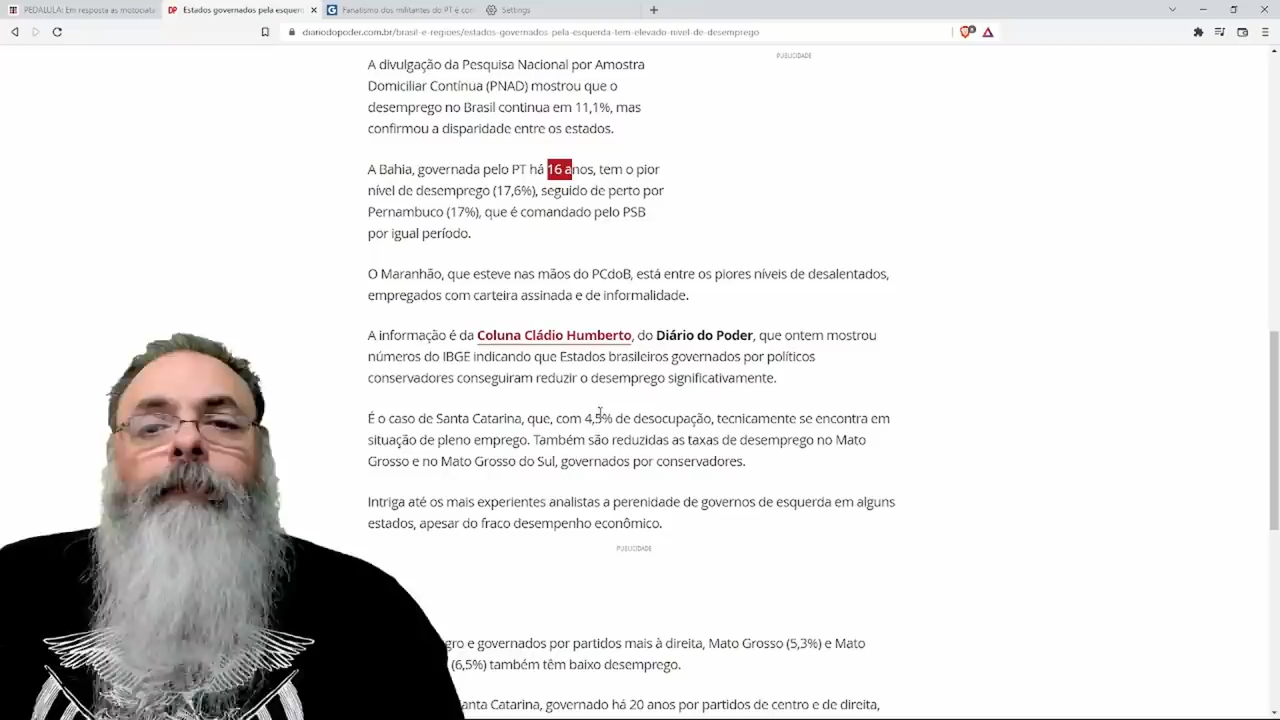 PEDALULA: Em resposta as motociata
Estados governados pela esquer
Fanatismo dos militantes do PT é com
Settings
diariodopoder.com.br/brasil-e-regioes/estados-governados-pela-esquerda-tem-elevado-nivel-de-desemprego
PUBLICIDADE
A divulgação da Pesquisa Nacional por Amostra
Domiciliar Contínua (PNAD) mostrou que o
desemprego no Brasil continua em 11,1%, mas
confirmou a disparidade entre os estados.
A Bahia, governada pelo PT há 16 anos, tem o pior
nível de desemprego (17,6%), seguido de perto por
Pernambuco (17%), que é comandado pelo PSB
por igual período.
O Maranhão, que esteve nas mãos do PCdoB, está entre os piores níveis de desalentados,
empregados com carteira assinada e de informalidade.
A informação é da Coluna Cládio Humberto, do Diário do Poder, que ontem mostrou
números do IBGE indicando que Estados brasileiros governados por políticos
conservadores conseguiram reduzir o desemprego significativamente.
É o caso de Santa Catarina, que, com 4,5% de desocupação, tecnicamente se encontra em
situação de pleno emprego. Também são reduzidas as taxas de desemprego no Mato
Grosso e no Mato Grosso do Sul, governados por conservadores.
Intriga até os mais experientes analistas a perenidade de governos de esquerda em alguns
estados, apesar do fraco desempenho econômico.
PUBLICIDADE
gro e governados por partidos mais à direita, Mato Grosso (5,3%) e Mato
(6,5%) também têm baixo desemprego.
anta Catarina, governado há 20 anos por partidos de centro e de direita,